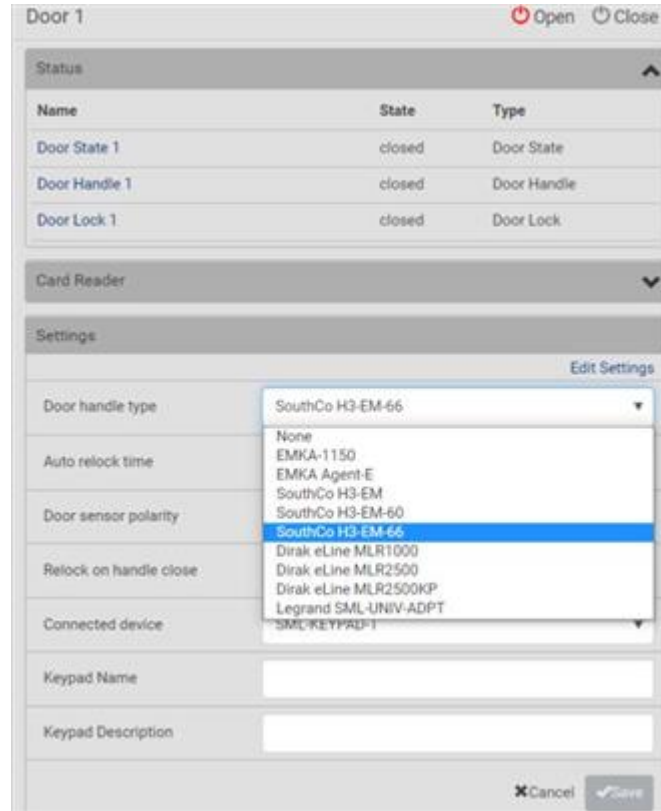 Door 1 Open Close
Status
Name State Type
Door State 1 closed Door State
Door Handle 1 closed Door Handle
Door Lock 1 closed Door Lock
Card Reader
Settings
Edit Settings
Door handle type SouthCo H3-EM-66
None
EMKA-1150
Auto relock time
EMKA Agent-E
SouthCo H3-EM
Door sensor polarity SouthCo H3-EM-60
SouthCo H3-EM-66
Dirak eLine MLR1000
Relock on handle close Dirak eLine MLR2500
Dirak eLine MLR2500KP
Legrand SML-UNIV-ADPT
Connected device SML-KEYPAD-1
Keypad Name
Keypad Description
Cancel Save